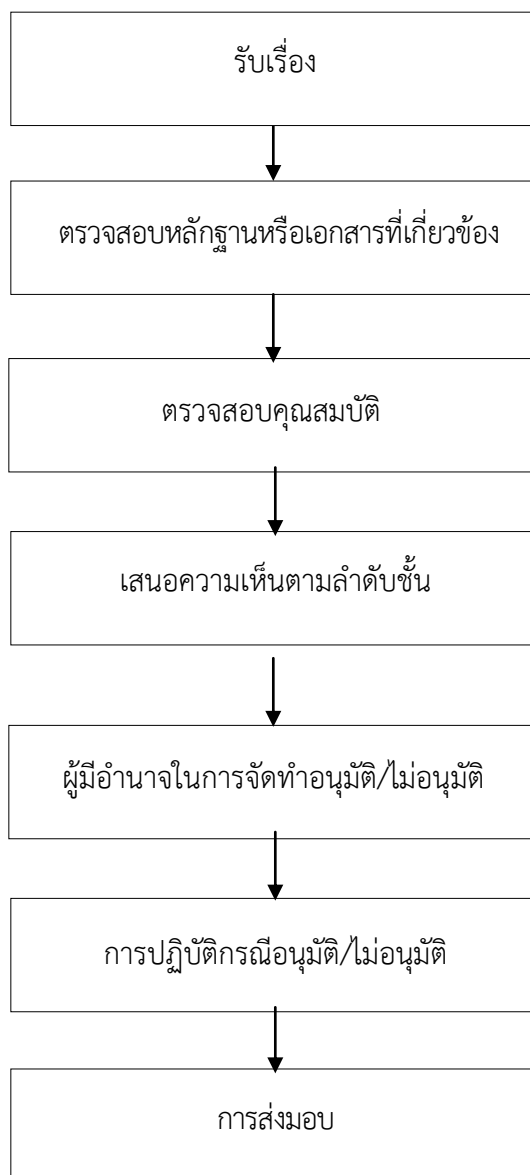 รับเรื่อง
ตรวจสอบหลักฐานหรือเอกสารที่เกี่ยวข้อง
ตรวจสอบคุณสมบัติ
เสนอความเห็นตามลำดับชั้น
ผู้มีอำนาจในการจัดทำอนุมัติ/ไม่อนุมัติ
การปฏิบัติกรณีอนุมัติ/ไม่อนุมัติ
การส่งมอบ